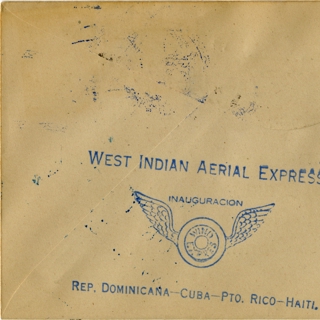 WEST INDIAN AERIAL EXPRESS
INAUGURACION
REP. DOMINICANA-CUBA-PTO. RICO-HAITI.